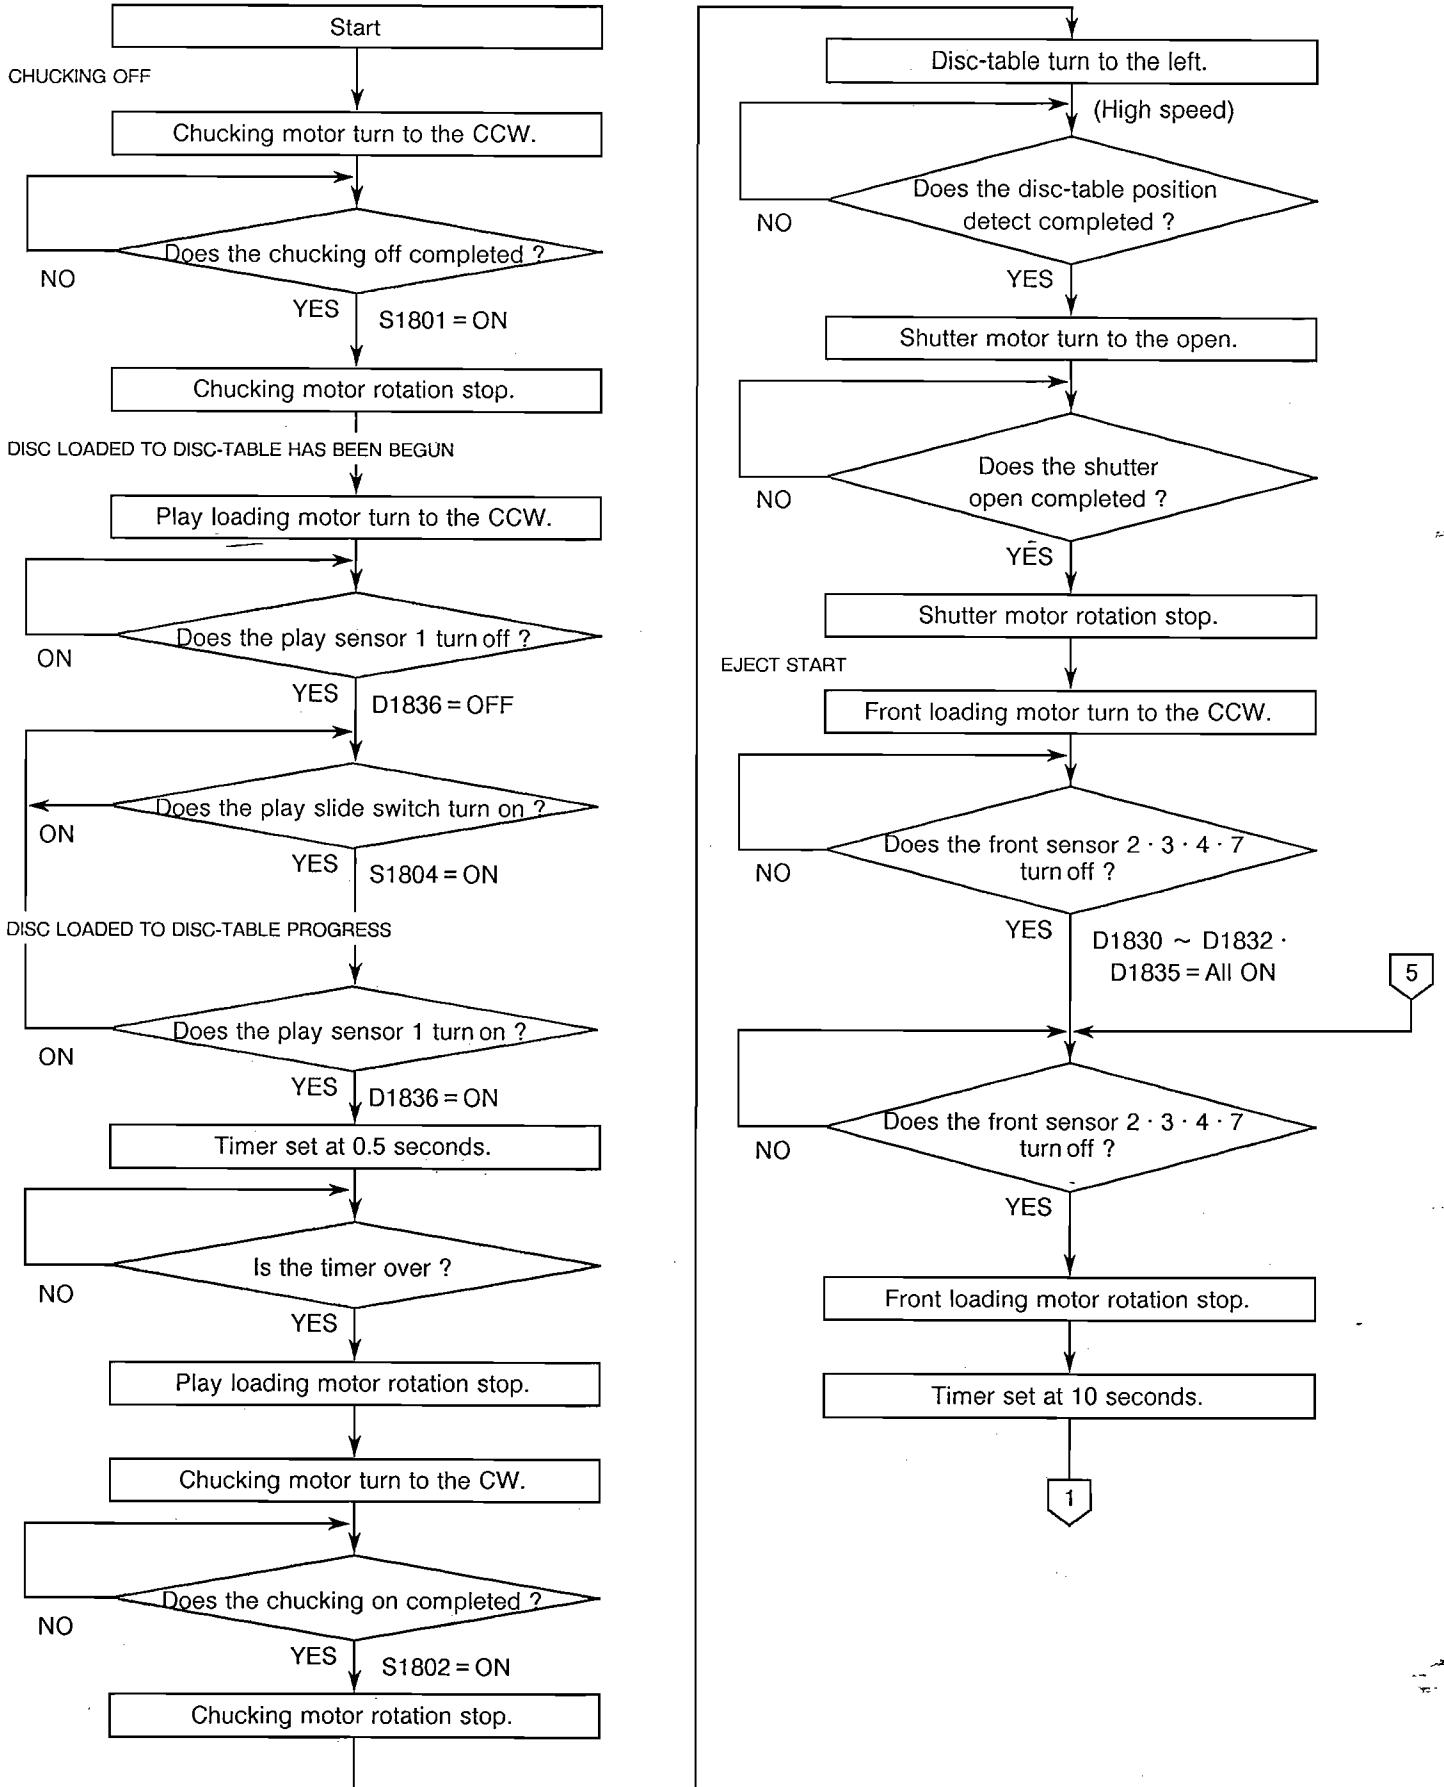 Start
CHUCKING OFF
Chucking motor turn to the CCW.
Does the chucking off completed ?
NO
YES
S1801 = ON
Chucking motor rotation stop.
DISC LOADED TO DISC-TABLE HAS BEEN BEGUN
Play loading motor turn to the CCW.
Does the play sensor 1 turn off ?
ON
YES
D1836 = OFF
Does the play slide switch turn on ?
ON
YES
S1804 = ON
DISC LOADED TO DISC-TABLE PROGRESS
Does the play sensor 1 turn on ?
ON
YES
D1836 = ON
Timer set at 0.5 seconds.
Is the timer over ?
NO
YES
Play loading motor rotation stop.
Chucking motor turn to the CW.
Does the chucking on completed ?
NO
YES
S1802 = ON
Chucking motor rotation stop.
Disc-table turn to the left.
(High speed)
Does the disc-table position
detect completed ?
NO
YES
Shutter motor turn to the open.
Does the shutter
open completed ?
NO
YES
Shutter motor rotation stop.
EJECT START
Front loading motor turn to the CCW.
Does the front sensor 2 · 3 · 4 · 7
turn off ?
NO
YES
D1830 ~ D1832 ·
D1835 = All ON
5
Does the front sensor 2 · 3 · 4 · 7
turn off ?
NO
YES
Front loading motor rotation stop.
Timer set at 10 seconds.
1